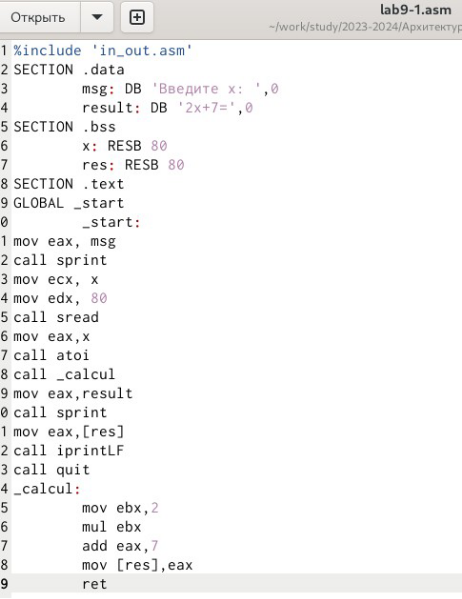 Открыть
lab9-1.asm
~/work/study/2023-2024/Архитектур
1 %include 'in_out.asm'
2 SECTION .data
3 msg: DB 'Введите x: ',0
4 result: DB '2x+7=',0
5 SECTION .bss
6 x: RESB 80
7 res: RESB 80
8 SECTION .text
9 GLOBAL _start
0 _start:
1 mov eax, msg
2 call sprint
3 mov ecx, x
4 mov edx, 80
5 call sread
6 mov eax,x
7 call atoi
8 call _calcul
9 mov eax,result
0 call sprint
1 mov eax,[res]
2 call iprintLF
3 call quit
4 _calcul:
5 mov ebx,2
6 mul ebx
7 add eax,7
8 mov [res],eax
9 ret